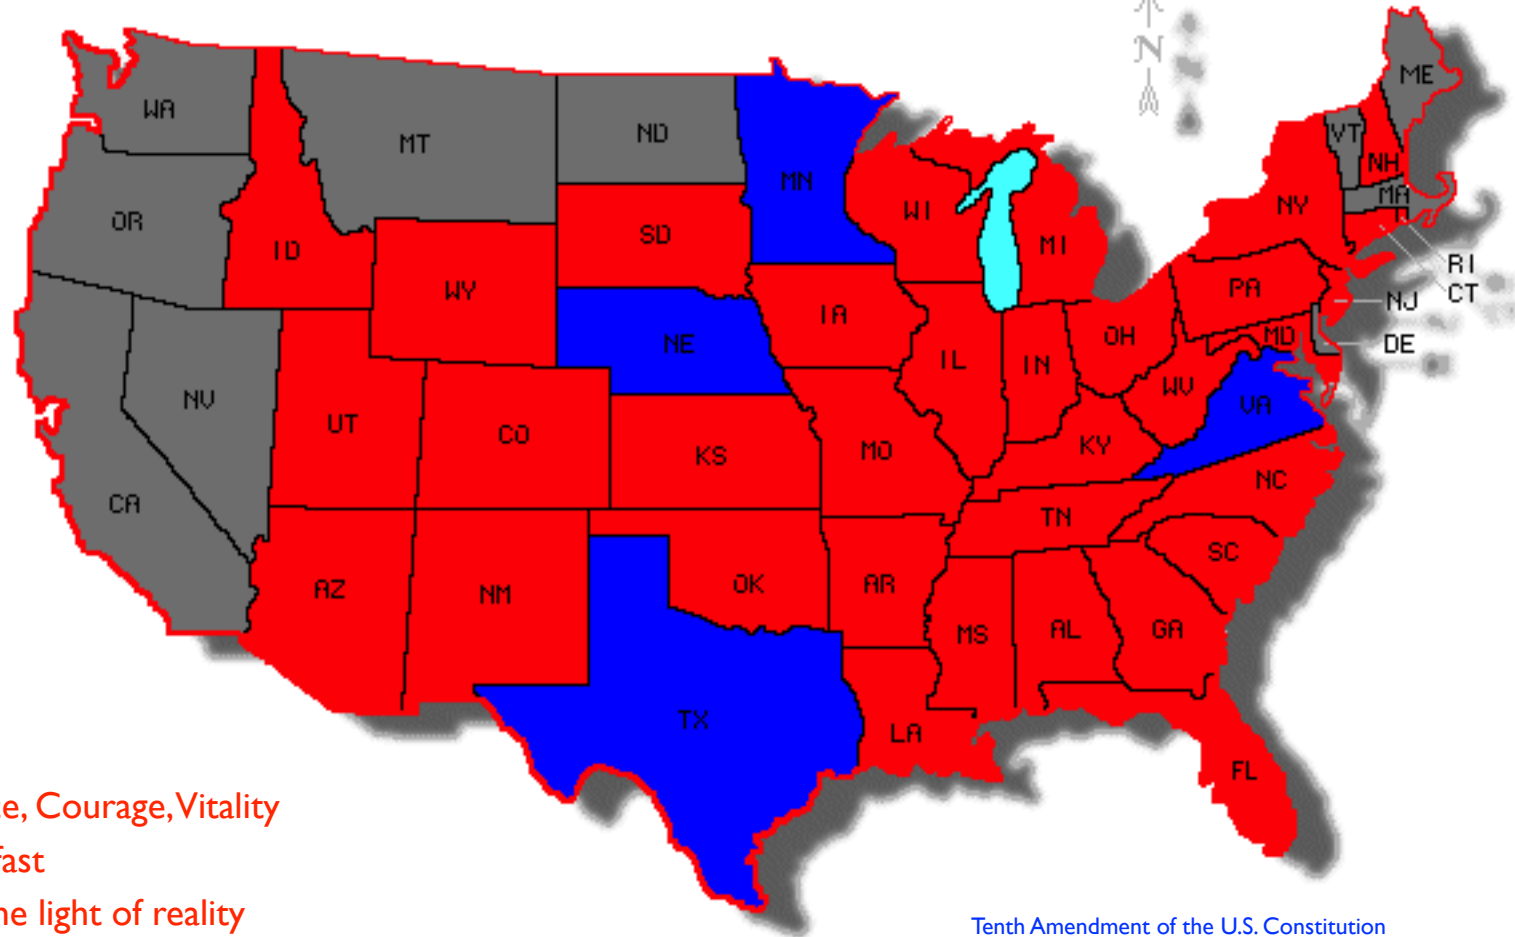 N
ME
WA
VT
ND
MT
NH
MN
MA
NY
WI
OR
SD
MI
ID
RI
WY
PA
CT
NJ
IA
OH
MD
NE
DE
IL
IN
WV
NV
VA
UT
CO
KY
MO
KS
NC
CA
TN
SC
AZ
OK
AR
NM
MS
AL
GA
TX
LA
FL
, Courage, Vitality
light of reality
Tenth Amendment of the U.S. Constitution